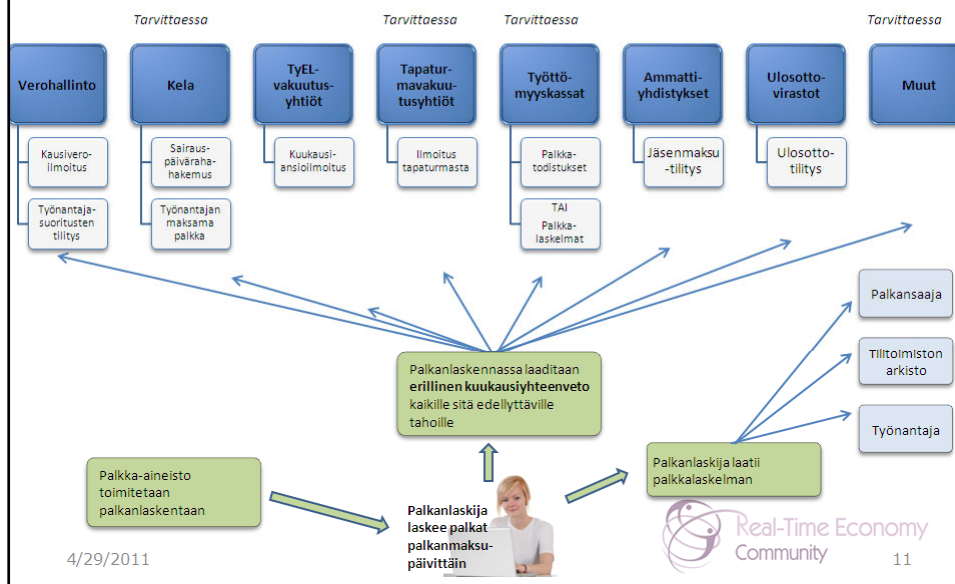 Tarvittaessa
Tarvittaessa
Tarvittaessa
Tarvittaessa
Verohallinto
Kela
TyEL-
vakuutus-
yhtiöt
Tapatur-
mavakuu-
tusyhtiöt
Työttö-
myyskassat
Ammatti-
yhdistykset
Ulosotto-
virastot
Muut
Kausivero-
ilmoitus
Sairaus-
päiväraha-
hakemus
Kuukausi-
ansioilmoitus
Ilmoitus
tapaturmasta
Palkka-
todistukset
Jäsenmaksu
-tilitys
Ulosotto-
tilitys
Työnantaja-
suoritusten
tilitys
Työnantajan
maksama
palkka
TAI
Palkka-
laskelmat
Palkansaaja
Tilitoimiston
arkisto
Työnantaja
Palkanlaskennassa laaditaan
erillinen kuukausiyhteenveto
kaikille sitä edellyttäville
tahoille
Palkanlaskija laatii
palkkalaskelman
Palkka-aineisto
toimitetaan
palkanlaskentaan
Palkanlaskija
laskee palkat
palkanmaksu-
päivittäin
Real-Time Economy
Community
4/29/2011
11